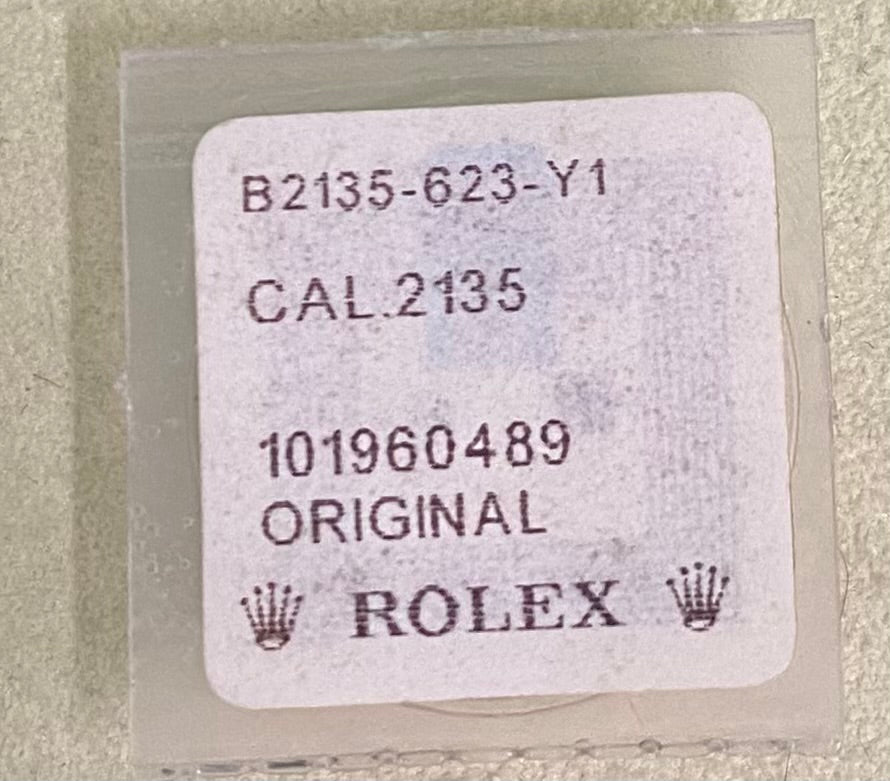 B2135-623-Y1
CAL.2135
101960489
ORIGINAL
ROLEX